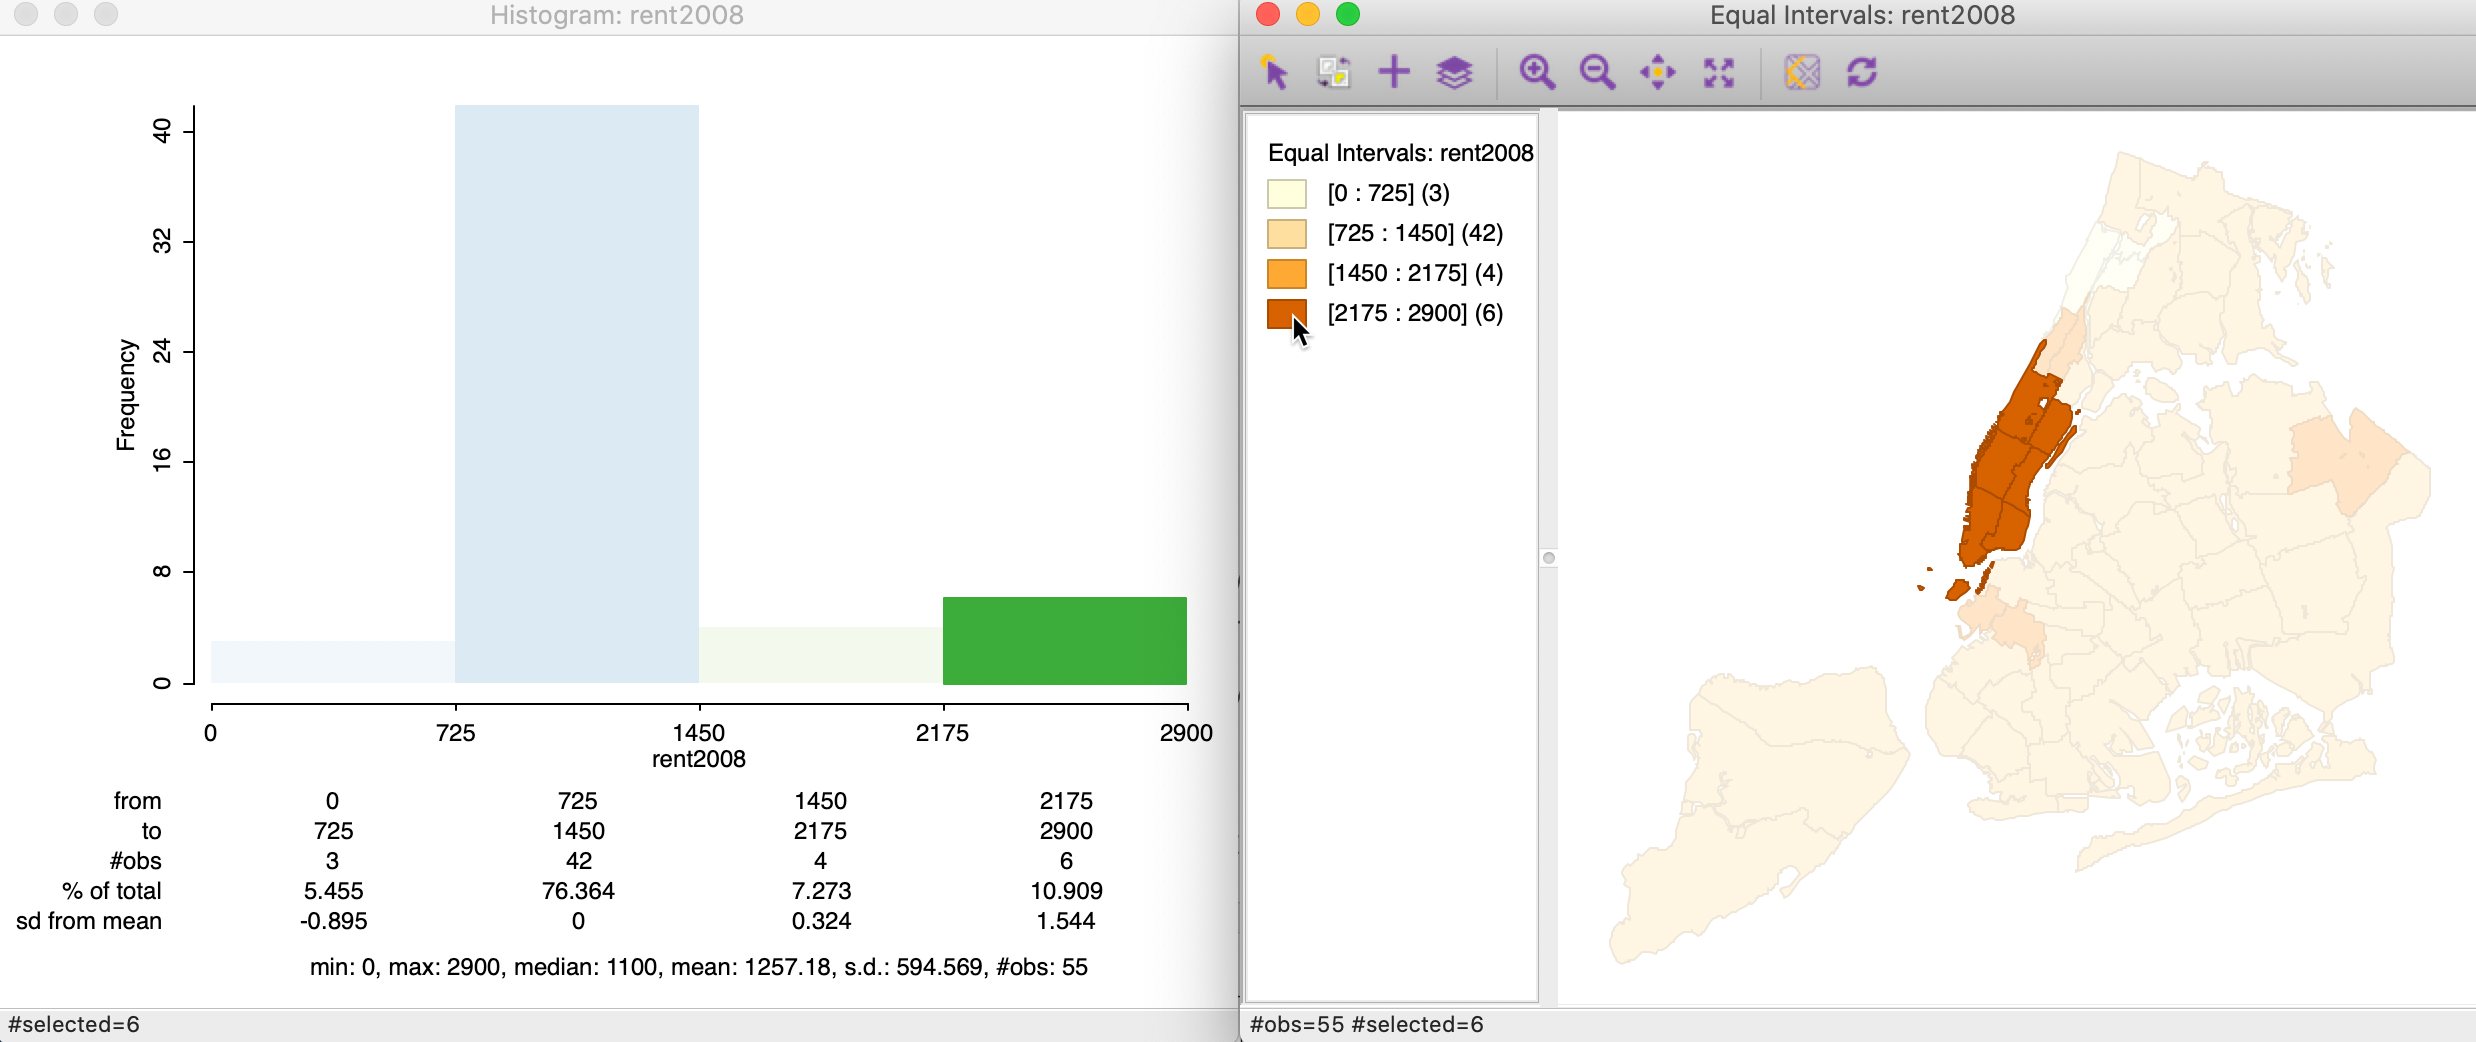 Histogram: rent2008
40
32
24
16
8
0
Frequency
0 725 1450 2175 2900
rent2008
from 0 725 1450 2175
to 725 1450 2175 2900
#obs 3 42 4 6
% of total 5.455 76.364 7.273 10.909
sd from mean -0.895 0 0.324 1.544
min: 0, max: 2900, median: 1100, mean: 1257.18, s.d.: 594.569, #obs: 55
#selected=6
Equal Intervals: rent2008
Equal Intervals: rent2008
[0 : 725] (3)
[725 : 1450] (42)
[1450 : 2175] (4)
[2175 : 2900] (6)
#obs=55 #selected=6